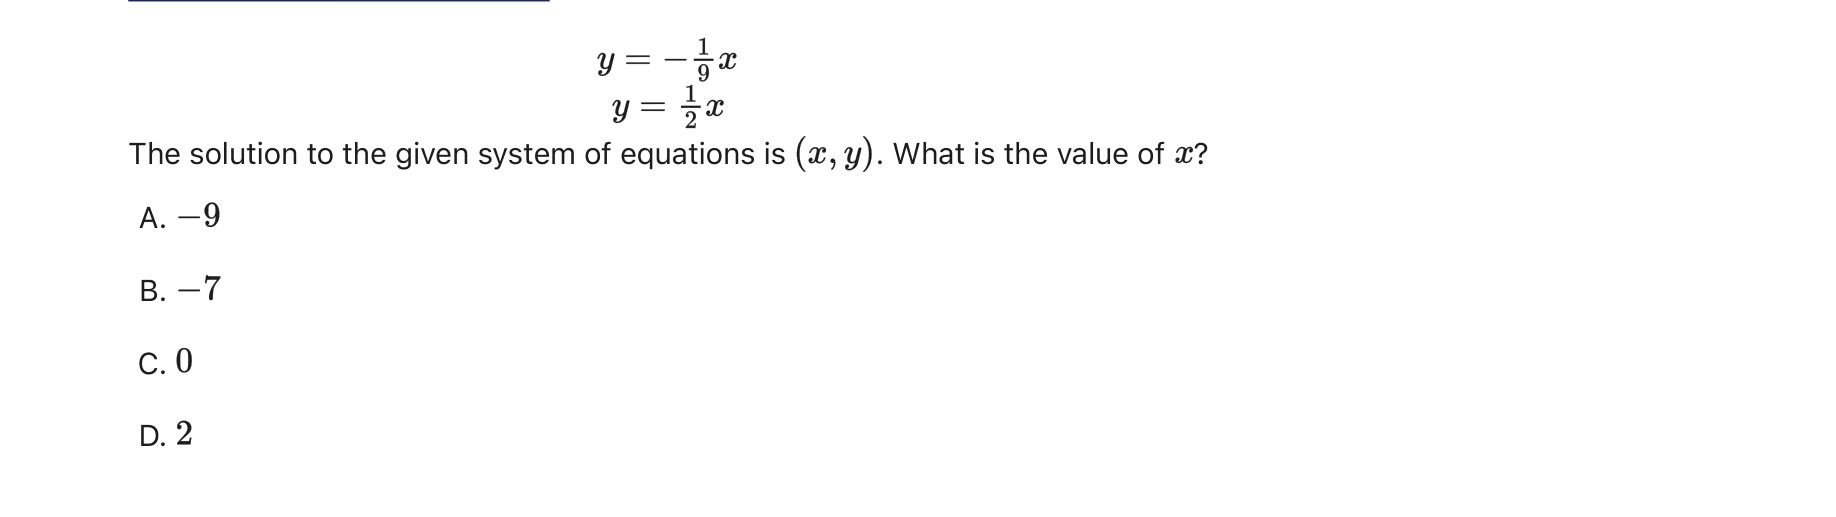 y = −\frac{1}{9}x
y = \frac{1}{2}x
The solution to the given system of equations is (x, y). What is the value of x?
A. −9
B. −7
C. 0
D. 2